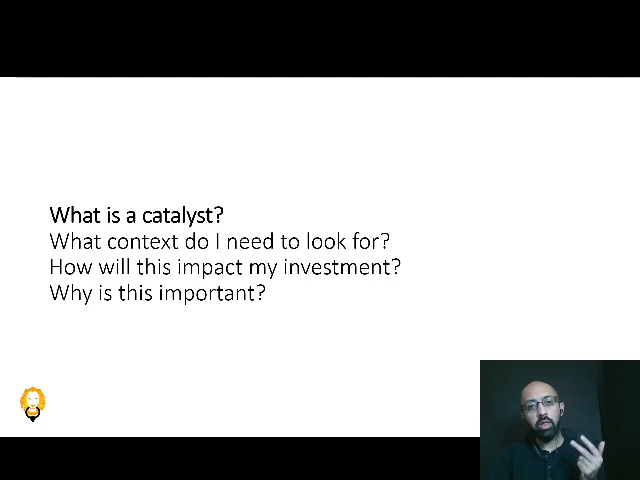 What is a catalyst?
What context do I need to look for?
How will this impact my investment?
Why is this important?